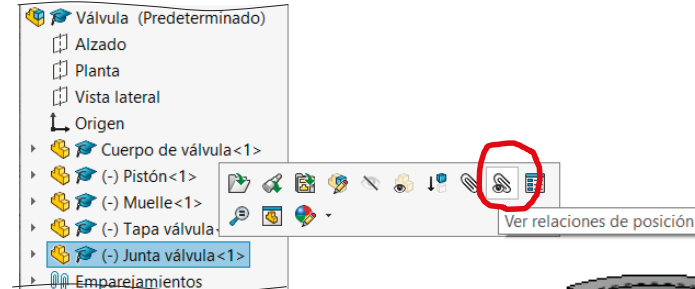 Válvula (Predeterminado)
Alzado
Planta
Vista lateral
Origen
Cuerpo de válvula<1>
(-) Pistón<1>
(-) Muelle<1>
(-) Tapa válvula
Ver relaciones de posición
(-) Junta válvula<1>
Emparejamientos